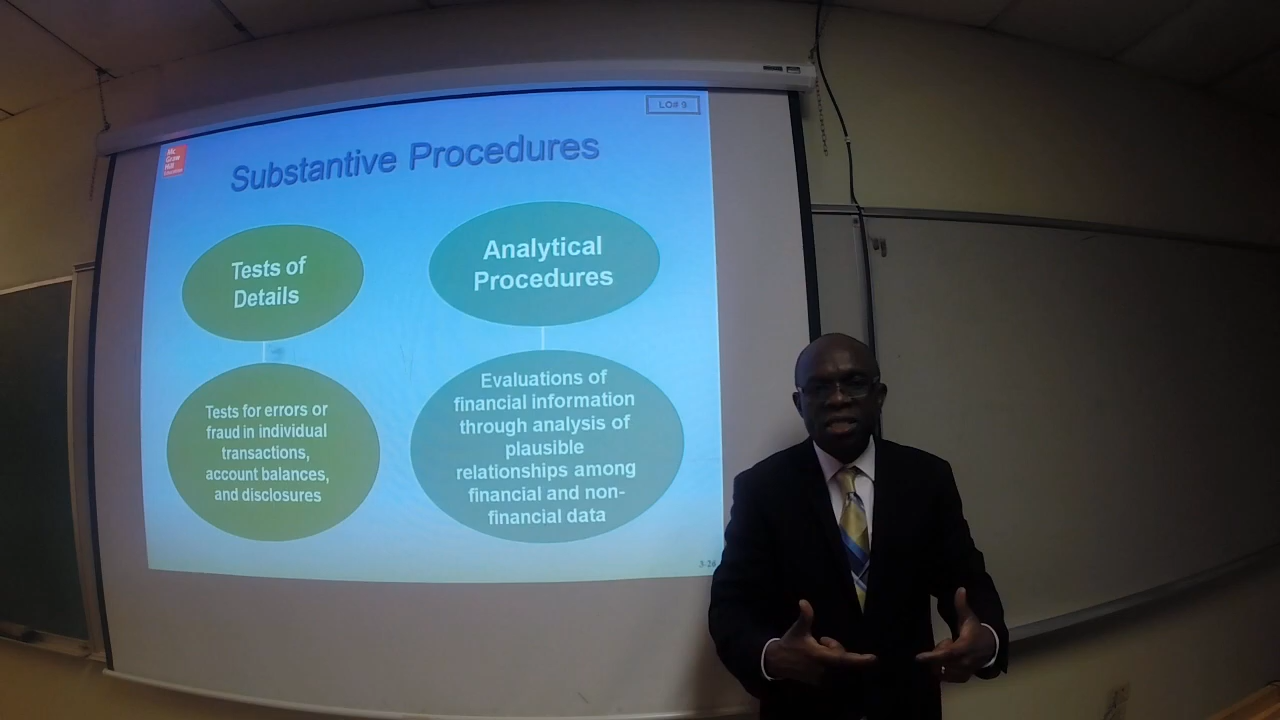 LO# 9
Mc
Graw
Hill
Education
Substantive Procedures
Tests of
Details
Analytical
Procedures
Tests for errors or
fraud in individual
transactions,
account balances,
and disclosures
Evaluations of
financial information
through analysis of
plausible
relationships among
financial and non-
financial data
3-26